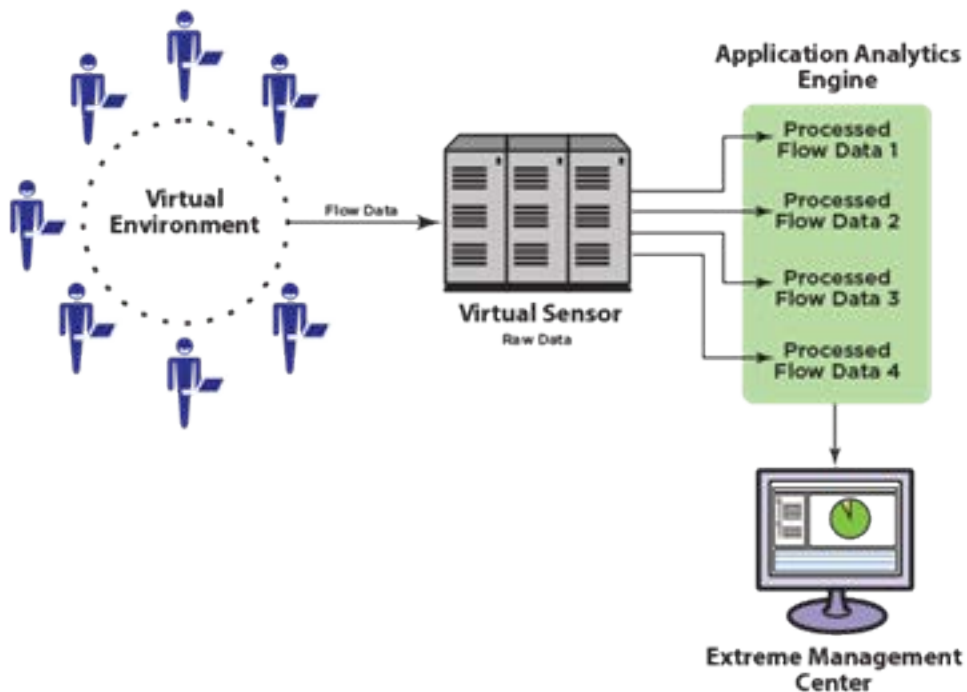 Virtual
Environment
Flow Data
Virtual Sensor
Raw Data
Application Analytics
Engine
Processed
Flow Data 1
Processed
Flow Data 2
Processed
Flow Data 3
Processed
Flow Data 4
Extreme Management
Center